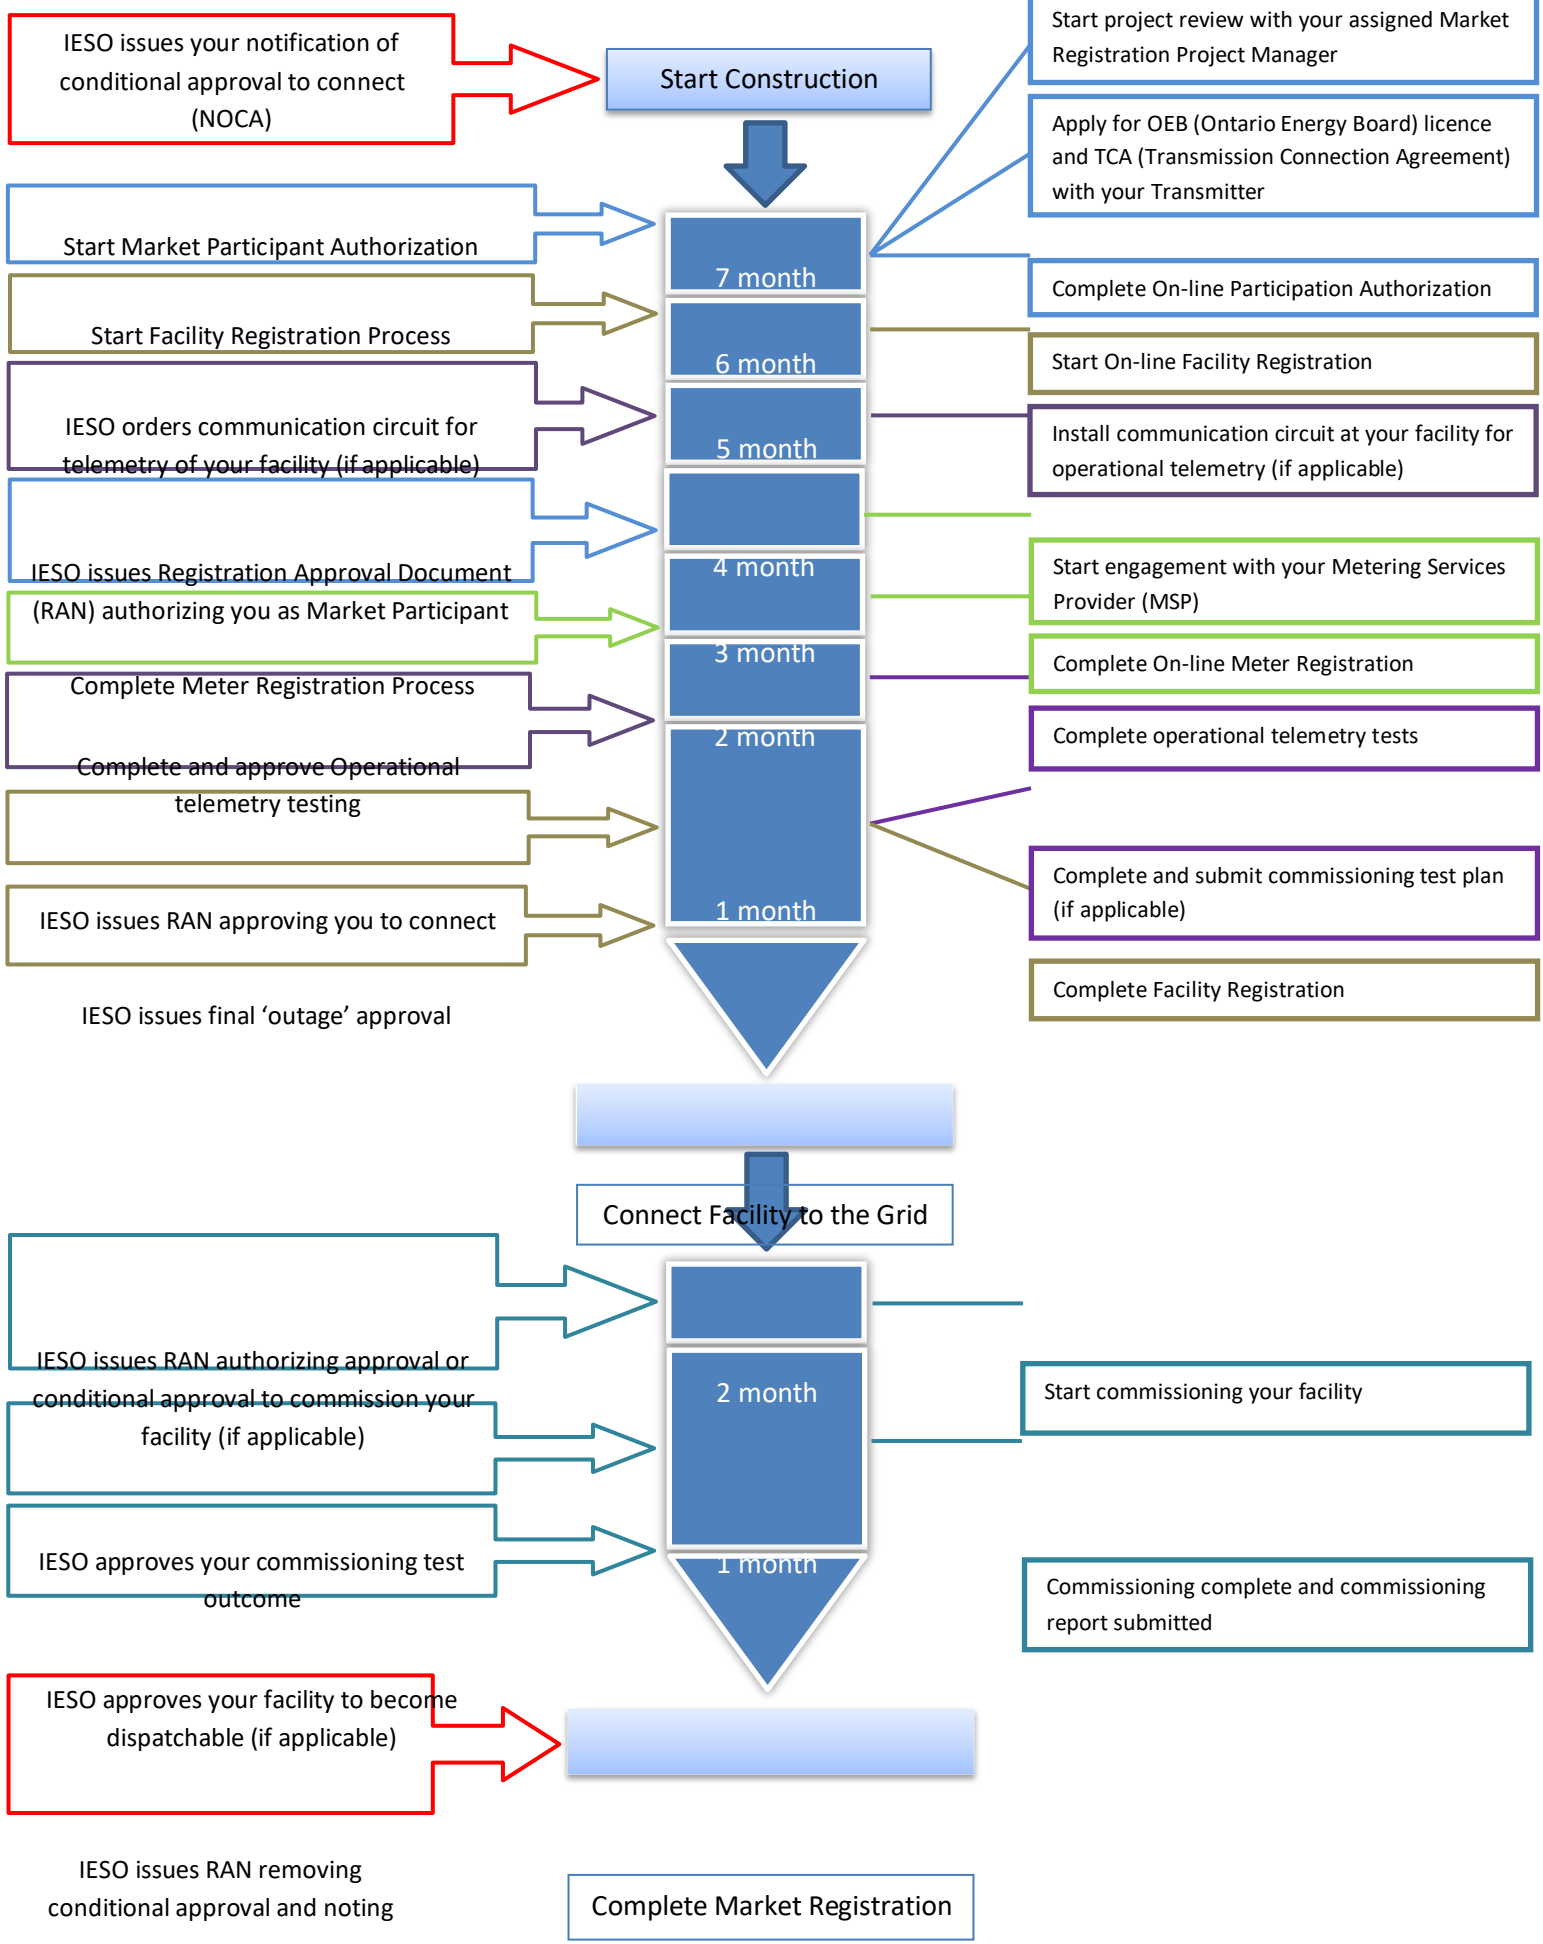 IESO issues your notification of
conditional approval to connect
(NOCA)
Start Construction
Start project review with your assigned Market
Registration Project Manager
Apply for OEB (Ontario Energy Board) licence
and TCA (Transmission Connection Agreement)
with your Transmitter
Start Market Participant Authorization
7 month
Complete On-line Participation Authorization
Start Facility Registration Process
6 month
Start On-line Facility Registration
IESO orders communication circuit for
telemetry of your facility (if applicable)
5 month
Install communication circuit at your facility for
operational telemetry (if applicable)
IESO issues Registration Approval Document
(RAN) authorizing you as Market Participant
4 month
Start engagement with your Metering Services
Provider (MSP)
3 month
Complete On-line Meter Registration
Complete Meter Registration Process
2 month
Complete operational telemetry tests
Complete and approve Operational
telemetry testing
Complete and submit commissioning test plan
(if applicable)
IESO issues RAN approving you to connect
1 month
Complete Facility Registration
IESO issues final ‘outage’ approval
Connect Facility to the Grid
IESO issues RAN authorizing approval or
conditional approval to commission your
facility (if applicable)
2 month
Start commissioning your facility
IESO approves your commissioning test
outcome
1 month
Commissioning complete and commissioning
report submitted
IESO approves your facility to become
dispatchable (if applicable)
IESO issues RAN removing
conditional approval and noting
Complete Market Registration